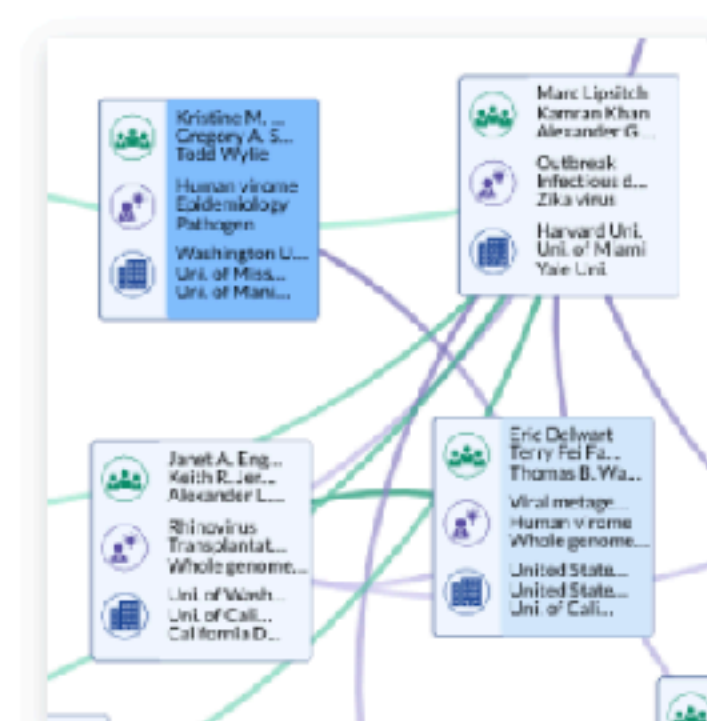 Kristine M. ...
Gregory A. S...
Todd Wylie
Human virome
Epidemiology
Pathogen
Washington U...
Uni. of Miss...
Uni. of Mani...
Marc Lipsitch
Kamran Khan
Alexander G...
Outbreak
Infectious d...
Zika virus
Harvard Uni.
Uni. of Miami
Yale Uni.
Janet A. Eng...
Keith R. Jer...
Alexander L...
Rhinovirus
Transplantat...
Whole genome...
Uni. of Wash...
Uni. of Cali...
California D...
Eric Delwart
Terry Fei Fa...
Thomas B. Wa...
Viral metage...
Human virome
Whole genome...
United State...
United State...
Uni. of Cali...